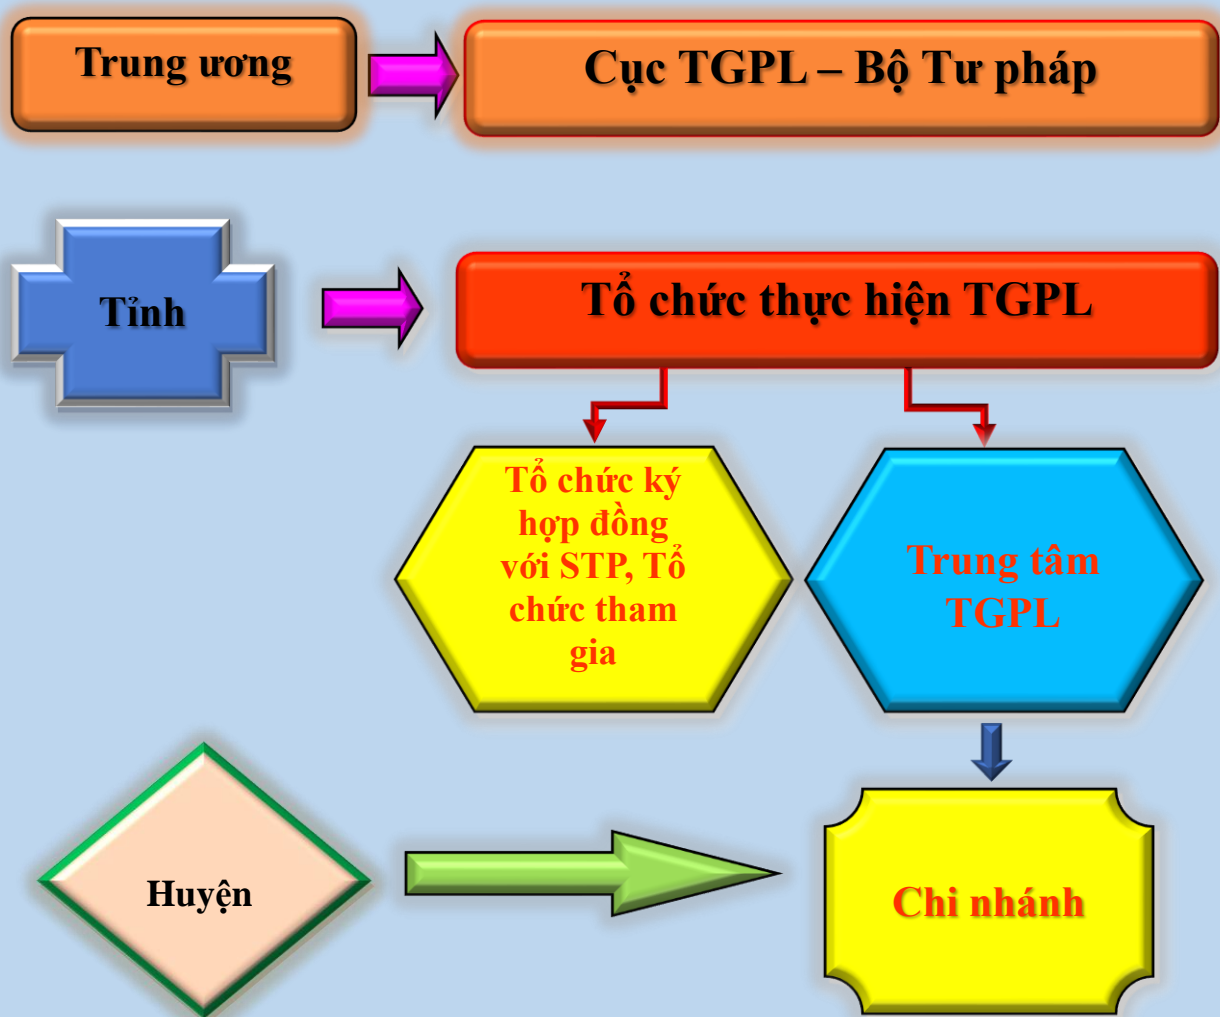 Trung ương
Cục TGPL – Bộ Tư pháp
Tỉnh
Tổ chức thực hiện TGPL
Tổ chức ký
hợp đồng
với STP, Tổ
chức tham
gia
Trung tâm
TGPL
Huyện
Chi nhánh